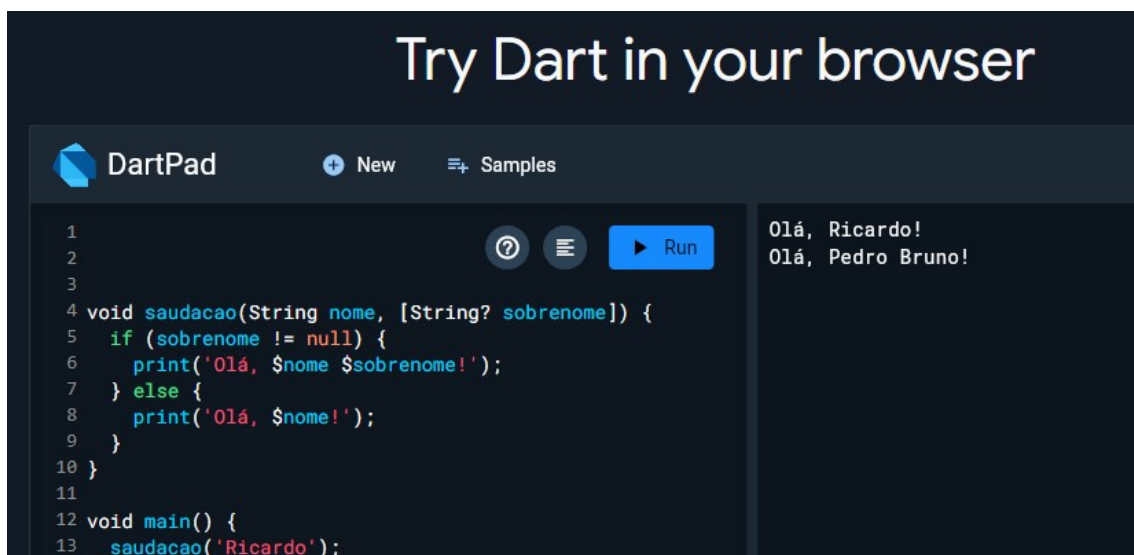 Try Dart in your browser
DartPad
New
Samples
Run
1
2
3
4 void saudacao(String nome, [String? sobrenome]) {
5 if (sobrenome != null) {
6 print('Olá, $nome $sobrenome!');
7 } else {
8 print('Olá, $nome!');
9 }
10 }
11
12 void main() {
13 saudacao('Ricardo');
Olá, Ricardo!
Olá, Pedro Bruno!